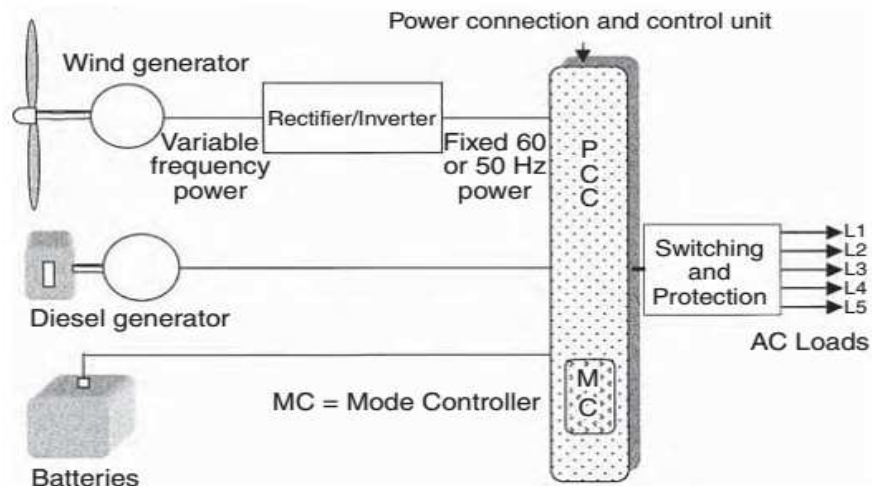 Power connection and control unit
Wind generator
Rectifier/Inverter
Variable
frequency
power
Fixed 60
or 50 Hz
power
P
C
C
Switching
and
Protection
L1
L2
L3
L4
L5
AC Loads
Diesel generator
MC = Mode Controller
M
C
Batteries